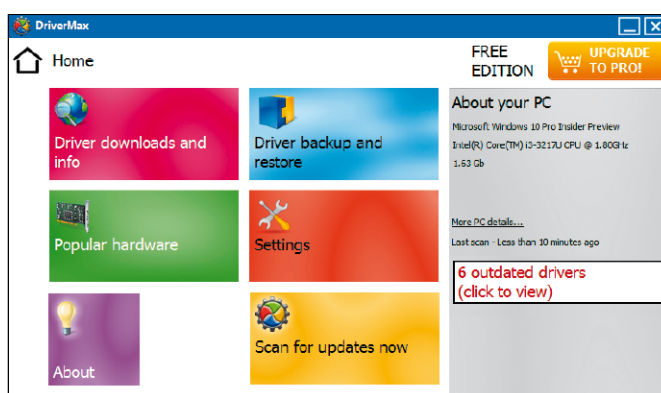 DriverMax
Home
FREE
EDITION
UPGRADE
TO PRO!
Driver downloads and
info
Driver backup and
restore
Popular hardware
Settings
About
Scan for updates now
About your PC
Microsoft Windows 10 Pro Insider Preview
Intel(R) Core(TM) i3-3217U CPU @ 1.80GHz
1.63 Gb
More PC details...
Last scan - Less than 10 minutes ago
6 outdated drivers
(click to view)